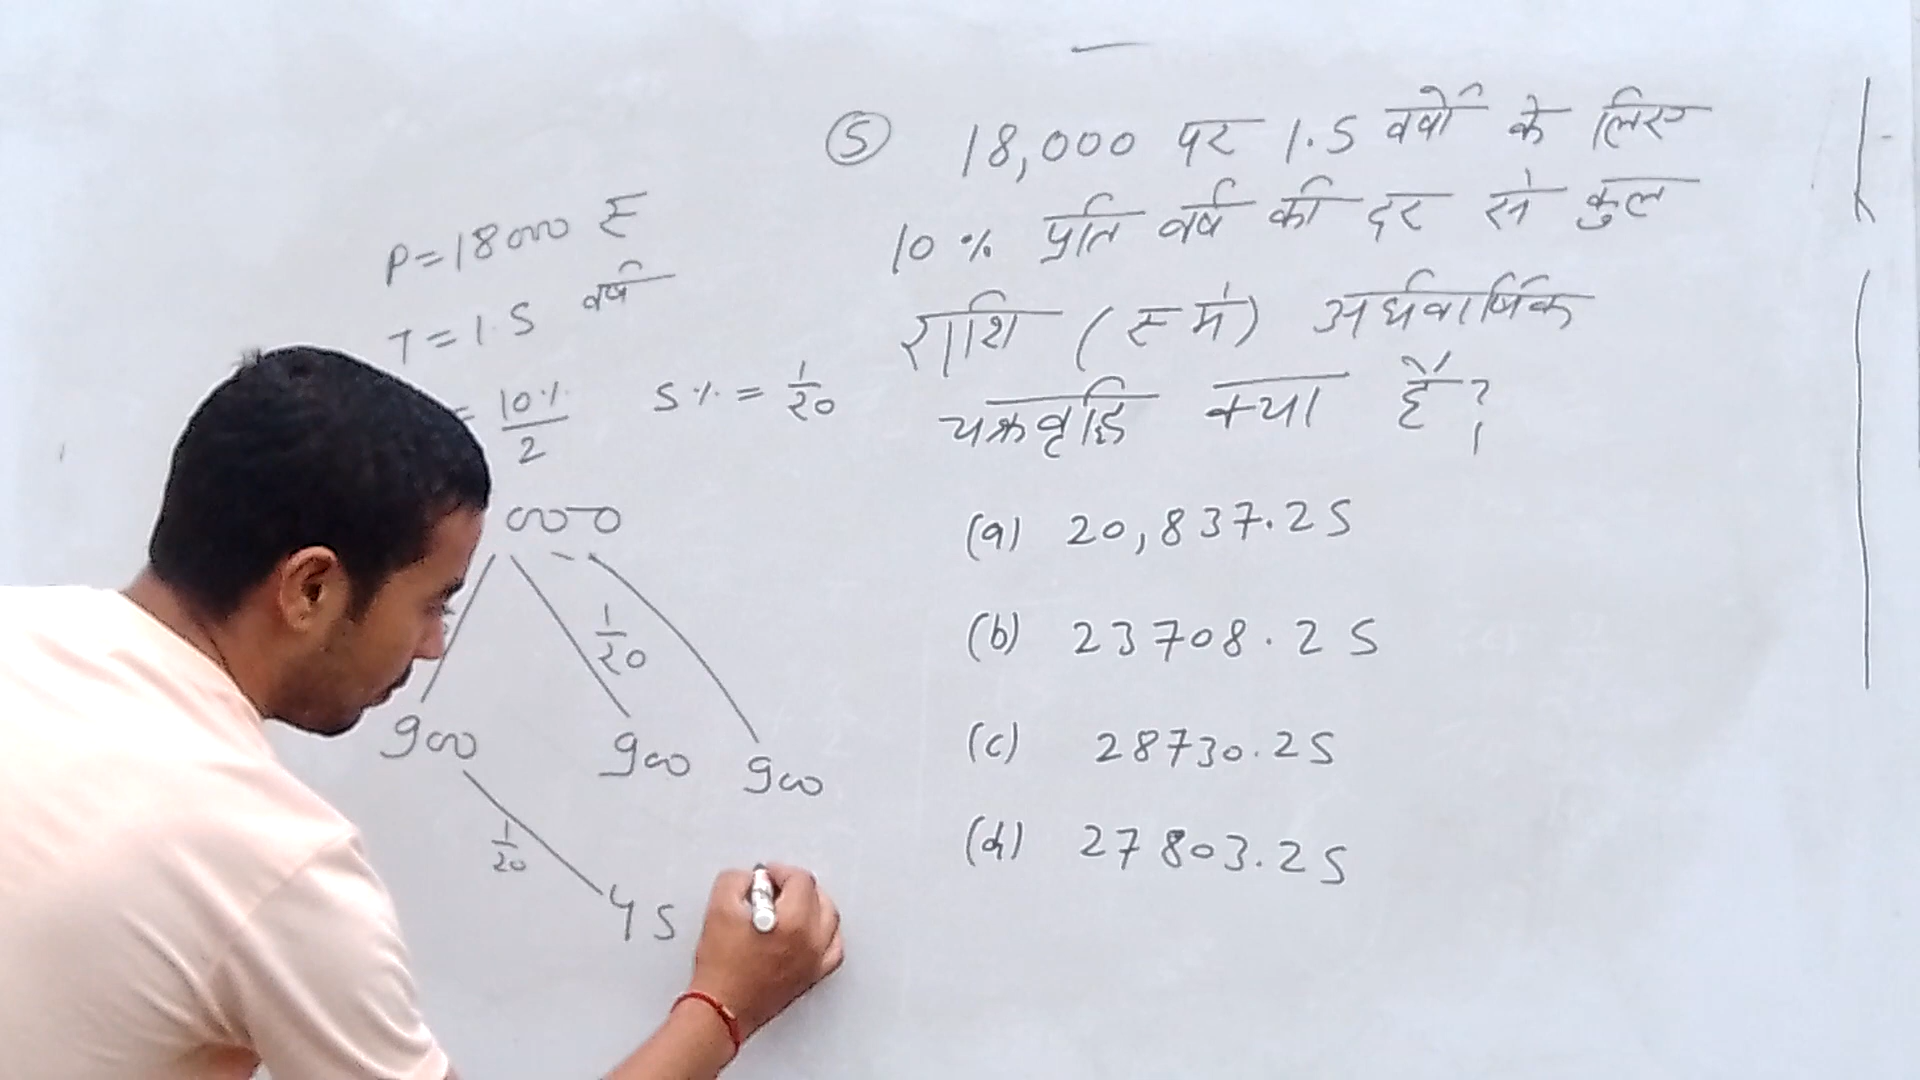 ⑤ 18,000 पर 1.5 वर्षों के लिए
10 % प्रति वर्ष की दर से कुल
राशि (रू में) अर्धवार्षिक
चक्रवृद्धि क्या है?
(a) 20,837.25
(b) 23708.25
(c) 28730.25
(d) 27803.25
P=18000 रू
T=1.5 वर्ष
= 10% / 2 5% = 1/20
000
1/20
900 900 900
1/20
45